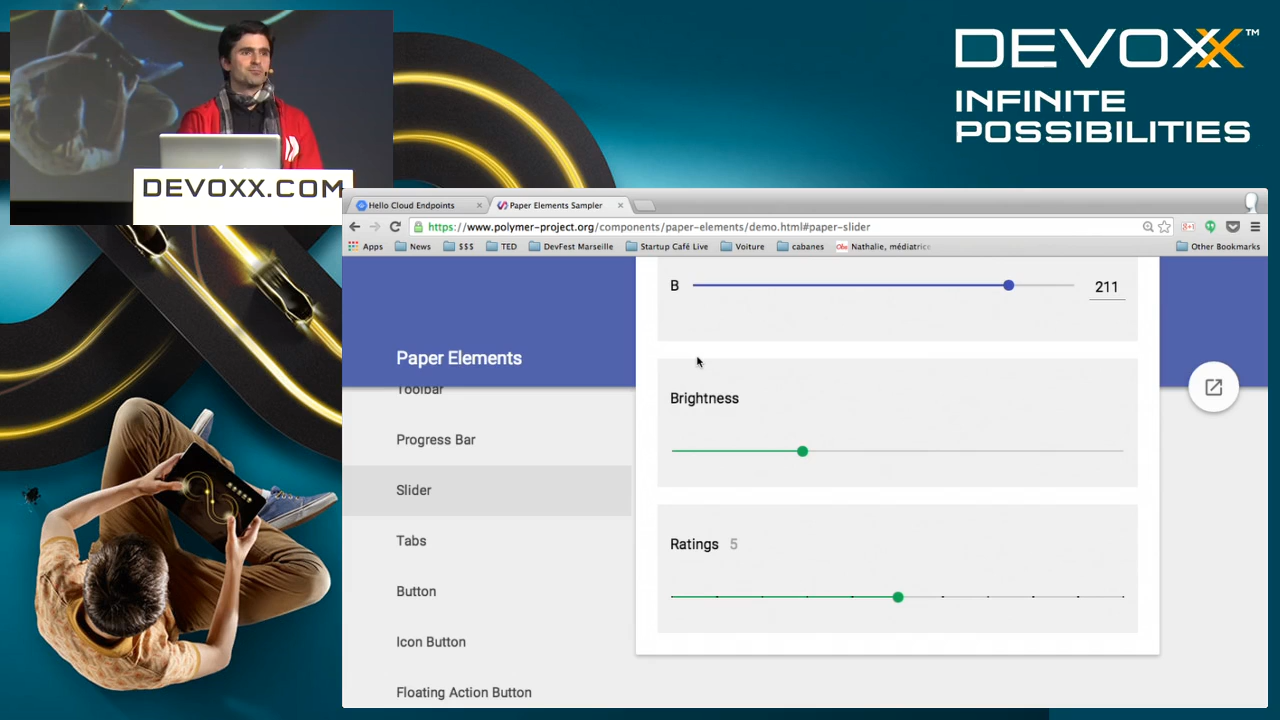 DEVOXX™
INFINITE
POSSIBILITIES
DEVOXX.COM
Hello Cloud Endpoints
Paper Elements Sampler
https://www.polymer-project.org/components/paper-elements/demo.html#paper-slider
Apps News $$$ TED DevFest Marseille Startup Café Live Voiture cabanes Nathalie, médiatric Other Bookmarks
B 211
Paper Elements
Toolbar
Brightness
Progress Bar
Slider
Tabs
Ratings 5
Button
Icon Button
Floating Action Button